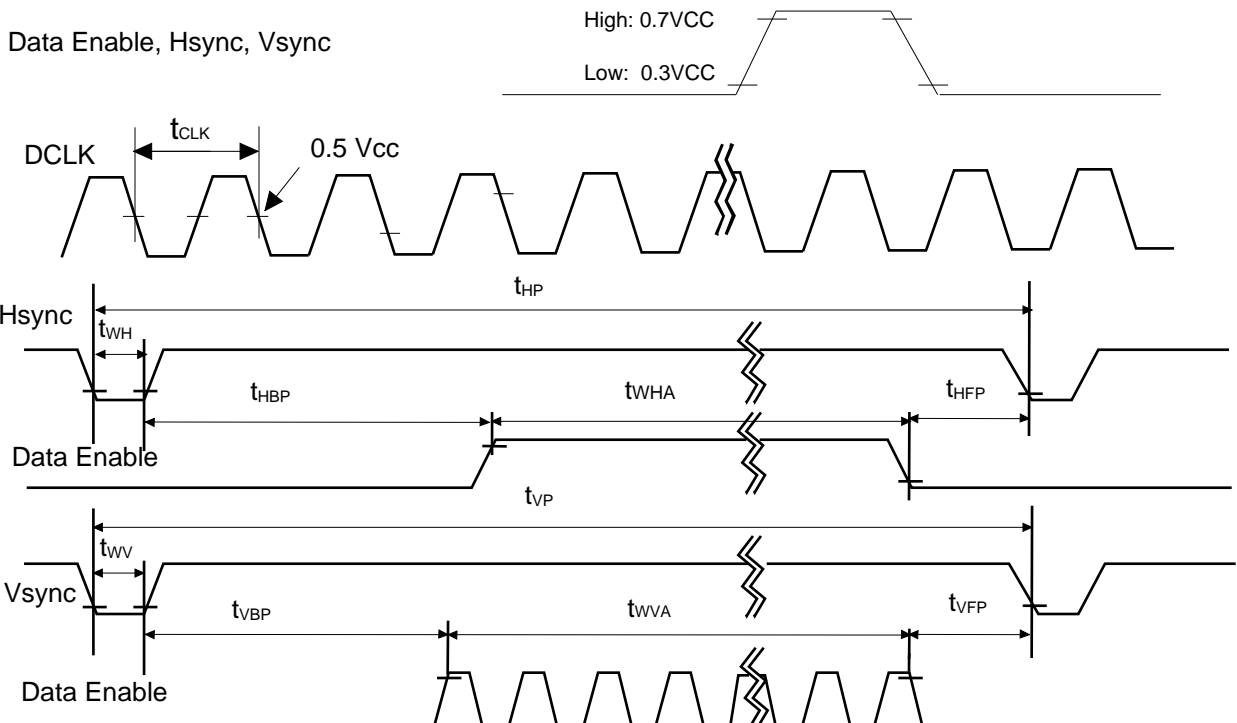 High: 0.7VCC
Data Enable, Hsync, Vsync
Low: 0.3VCC
tCLK
DCLK
0.5 Vcc
tHP
Hsync
tWH
tHBP
tWHA
tHFP
Data Enable
tVP
tWV
Vsync
tVBP
tWVA
tVFP
Data Enable